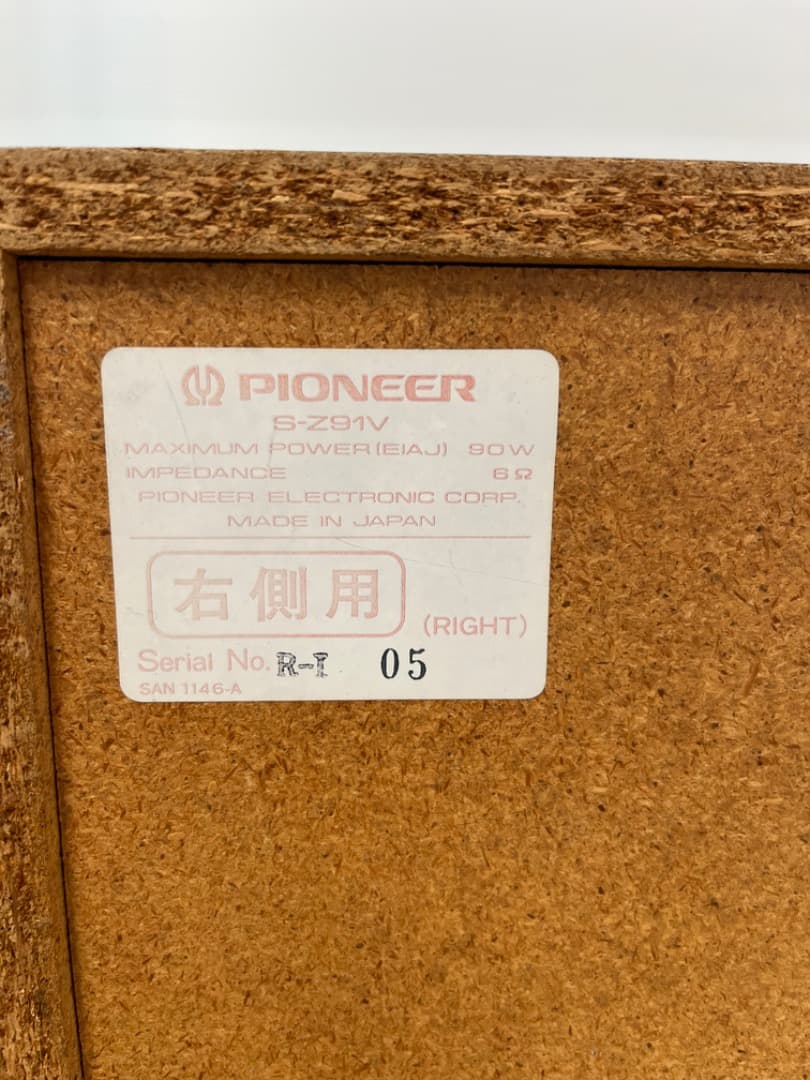 PIONEER
S-Z91V
MAXIMUM POWER(EIAJ) 90W
IMPEDANCE 6Ω
PIONEER ELECTRONIC CORP.
MADE IN JAPAN
右側用 (RIGHT)
Serial No. R-I 05
SAN 1146-A